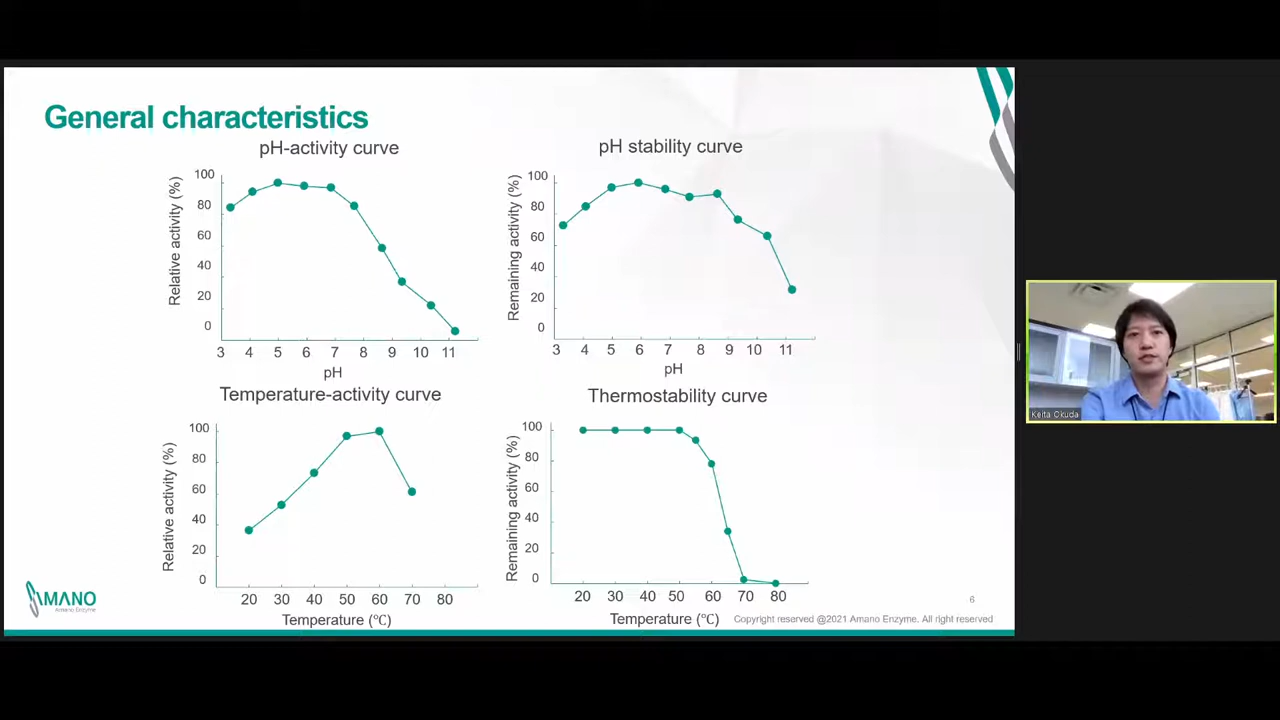 General characteristics
pH-activity curve
Relative activity (%)
100
80
60
40
20
0
3 4 5 6 7 8 9 10 11
pH
pH stability curve
Remaining activity (%)
100
80
60
40
20
0
3 4 5 6 7 8 9 10 11
pH
Temperature-activity curve
Relative activity (%)
100
80
60
40
20
0
20 30 40 50 60 70 80
Temperature (℃)
Thermostability curve
Remaining activity (%)
100
80
60
40
20
0
20 30 40 50 60 70 80
Temperature (℃)
AMANO
Amano Enzyme
6
Copyright reserved @2021 Amano Enzyme. All right reserved
Keita Okuda